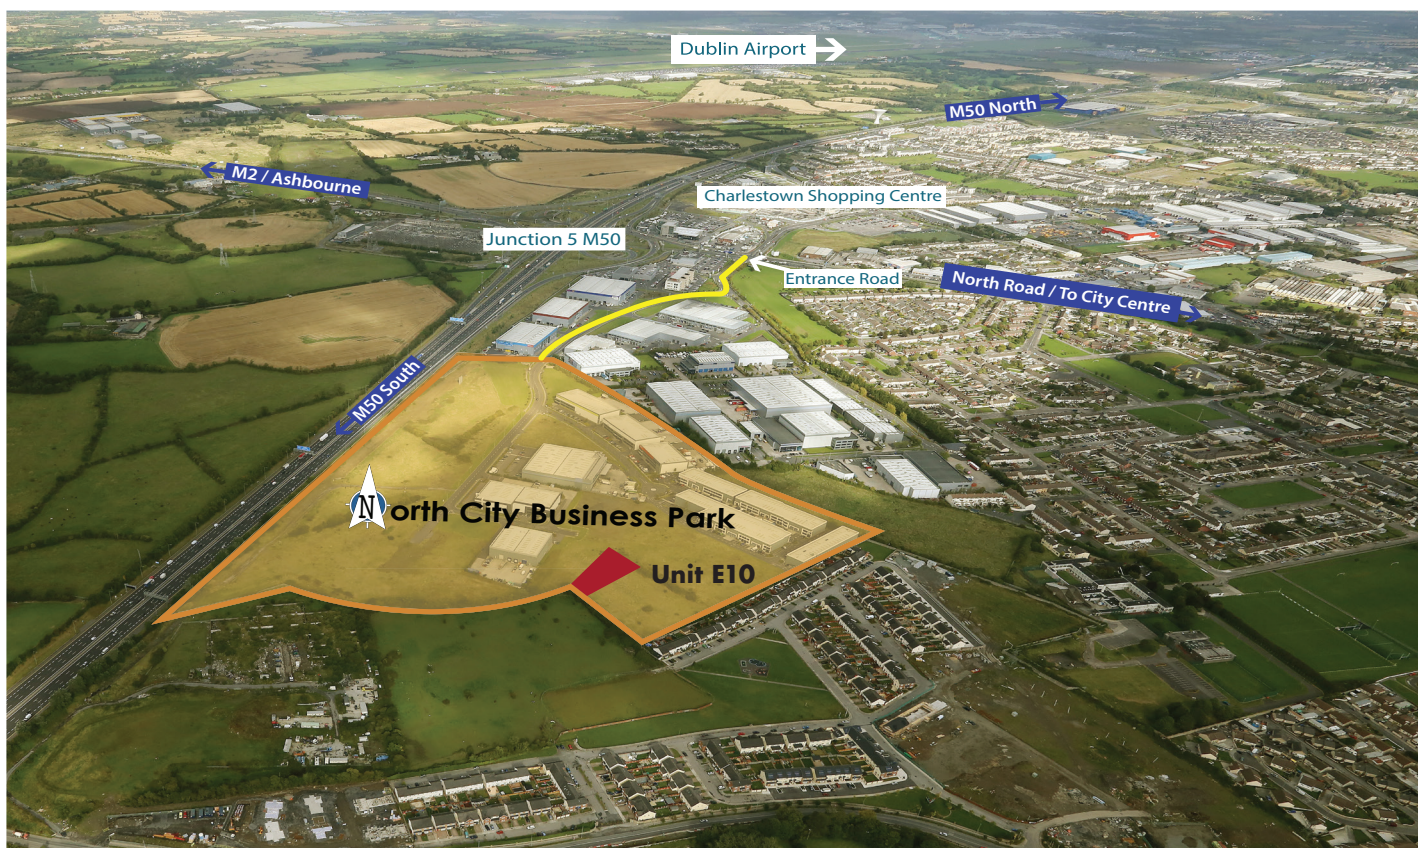 Dublin Airport
M50 North
M2 / Ashbourne
Charlestown Shopping Centre
Junction 5 M50
Entrance Road
North Road / To City Centre
M50 South
North City Business Park
Unit E10